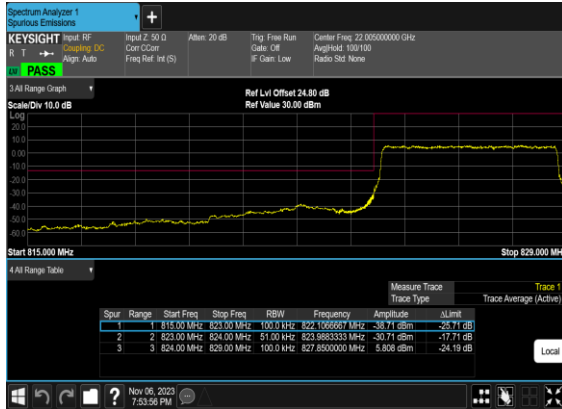 Spectrum Analyzer 1
Spurious Emissions
+
KEYSIGHT Input: RF Input Z: 50 Ω Atten: 20 dB Trig: Free Run Center Freq: 22.005000000 GHz
R T Coupling: DC Corr CCorr Gate: Off Avg|Hold: 100/100
Align: Auto Freq Ref: Int (S) IF Gain: Low Radio Std: None
PASS
3 All Range Graph
Ref Lvl Offset 24.80 dB
Scale/Div 10.0 dB Ref Value 30.00 dBm
Log
20.0
10.0
0.00
-10.0
-20.0
-30.0
-40.0
-50.0
-60.0
Start 815.000 MHz Stop 829.000 MH
4 All Range Table
Measure Trace Trace 1
Trace Type Trace Average (Active)
Spur Range Start Freq Stop Freq RBW Frequency Amplitude ΔLimit
1 1 815.00 MHz 823.00 MHz 100.0 kHz 822.1066667 MHz -38.71 dBm -25.71 dB
2 2 823.00 MHz 824.00 MHz 51.00 kHz 823.9883333 MHz -30.71 dBm -17.71 dB
3 3 824.00 MHz 829.00 MHz 100.0 kHz 827.8500000 MHz 5.808 dBm -24.19 dB
Local
?
Nov 06, 2023
7:53:56 PM